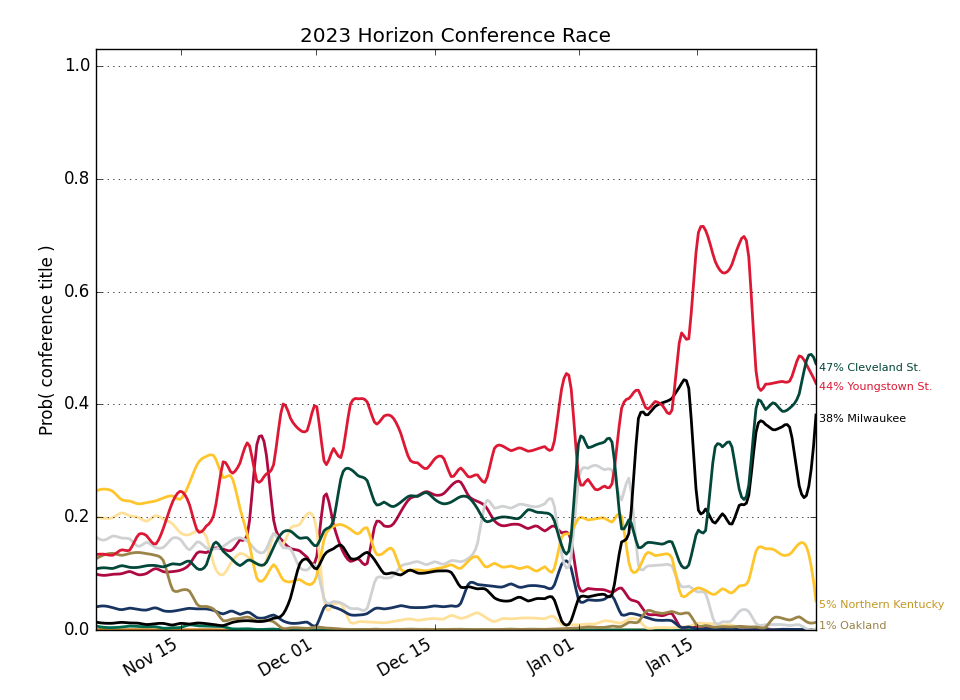 2023 Horizon Conference Race
Prob( conference title )
1.0
0.8
0.6
0.4
0.2
0.0
Nov 15
Dec 01
Dec 15
Jan 01
Jan 15
47% Cleveland St.
44% Youngstown St.
38% Milwaukee
5% Northern Kentucky
1% Oakland